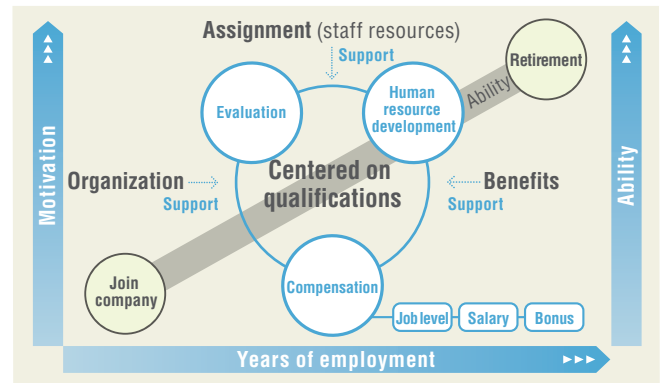 Assignment (staff resources)
Support
Retirement
Evaluation
Human
resource
development
Ability
Motivation
Organization
Support
Centered on
qualifications
Benefits
Support
Ability
Join
company
Compensation
Job level
Salary
Bonus
Years of employment